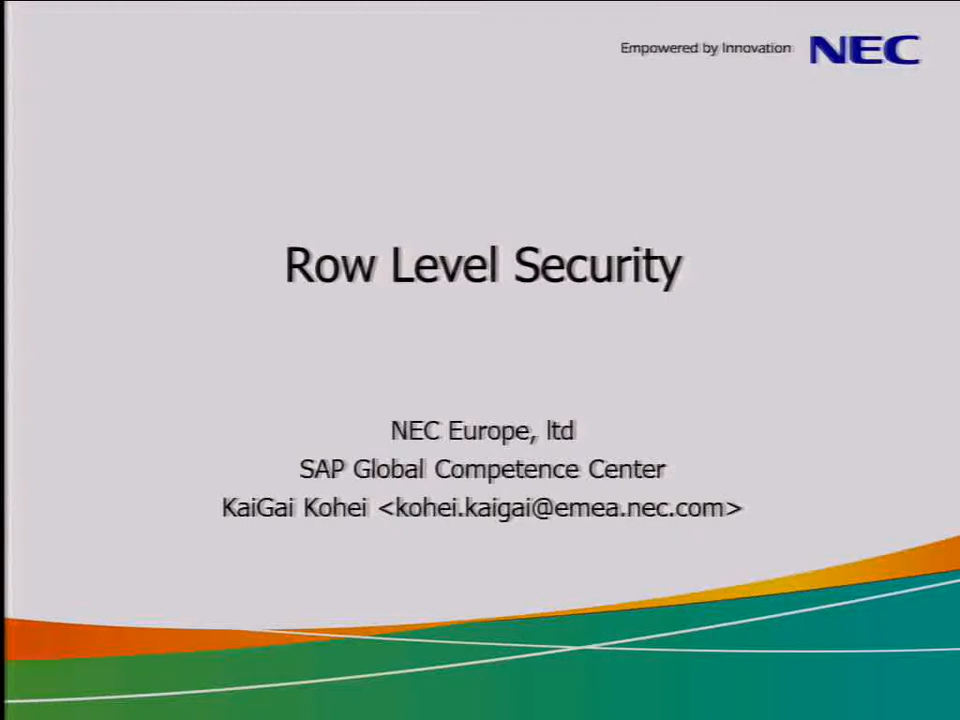 Empowered by Innovation NEC
Row Level Security
NEC Europe, ltd
SAP Global Competence Center
KaiGai Kohei <kohei.kaigai@emea.nec.com>